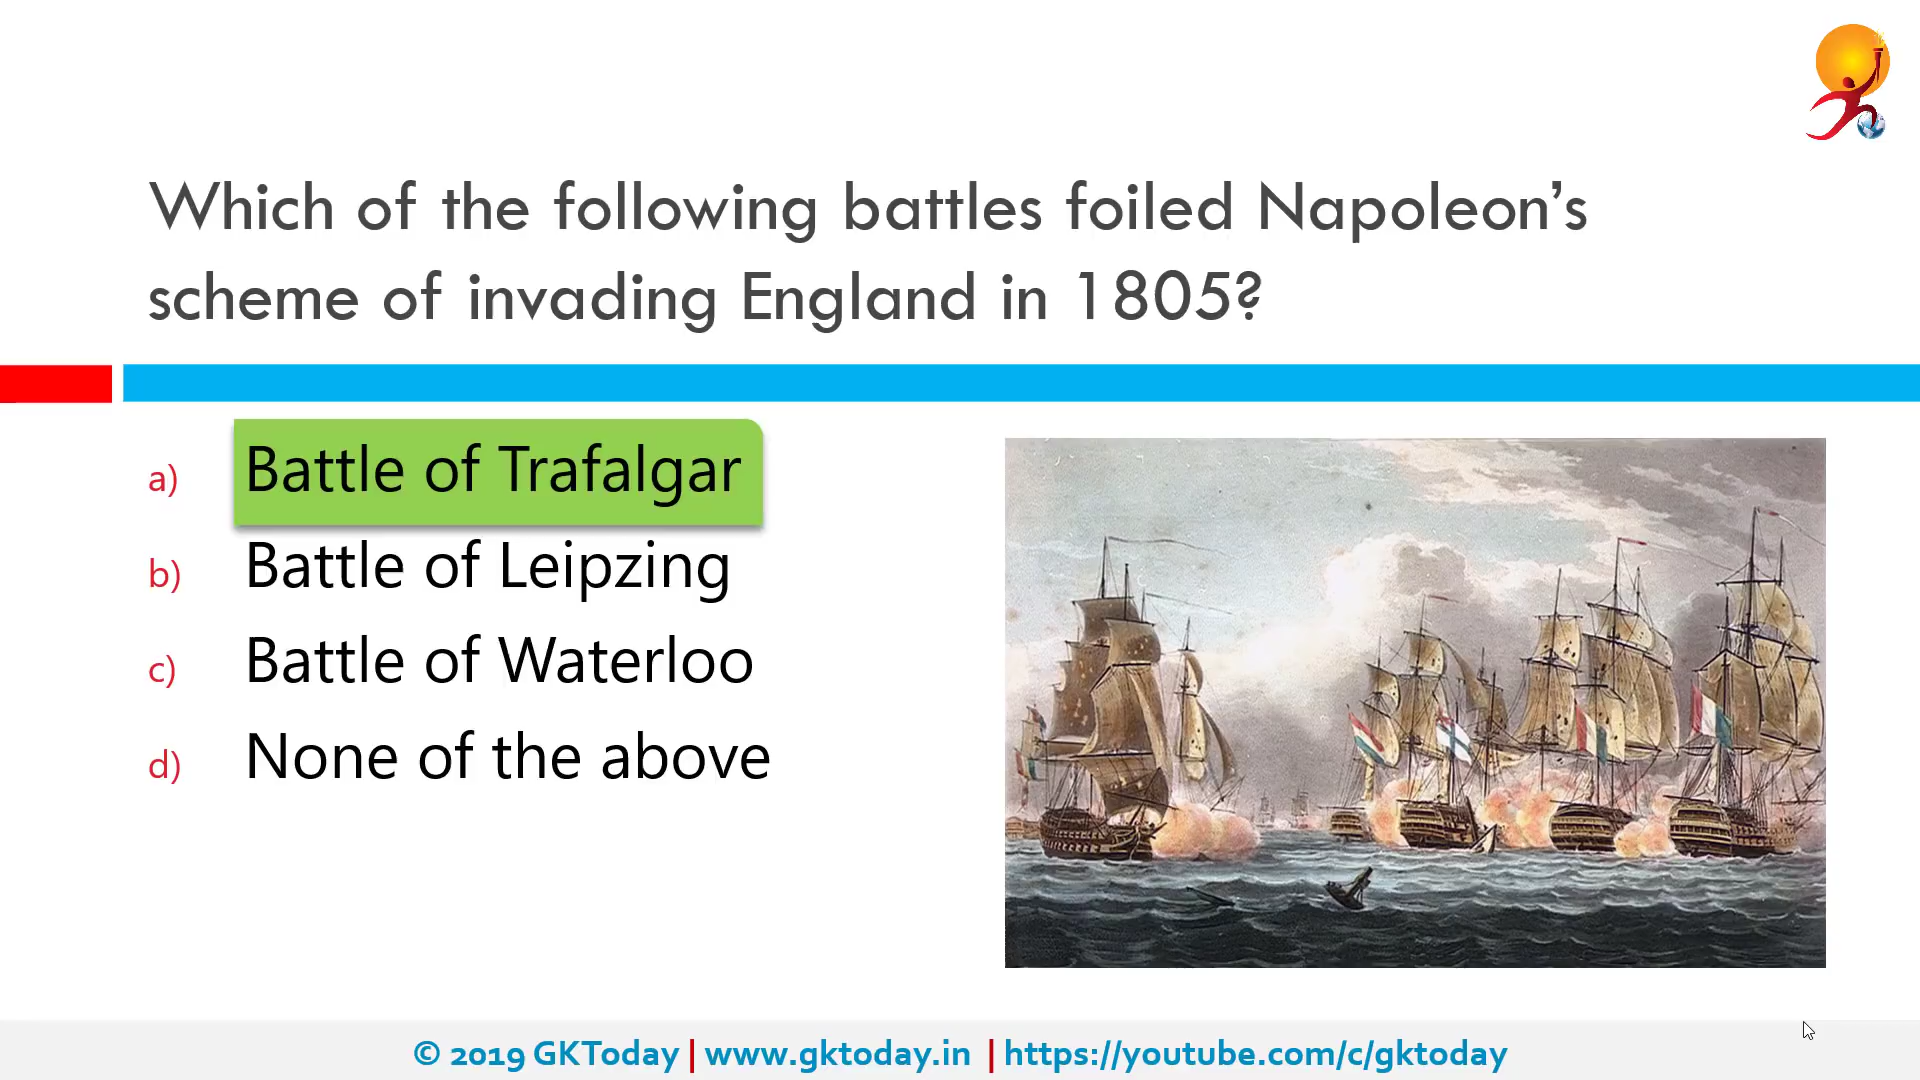 Which of the following battles foiled Napoleon’s
scheme of invading England in 1805?
a) Battle of Trafalgar
b) Battle of Leipzing
c) Battle of Waterloo
d) None of the above
© 2019 GKToday | www.gktoday.in | https://youtube.com/c/gktoday